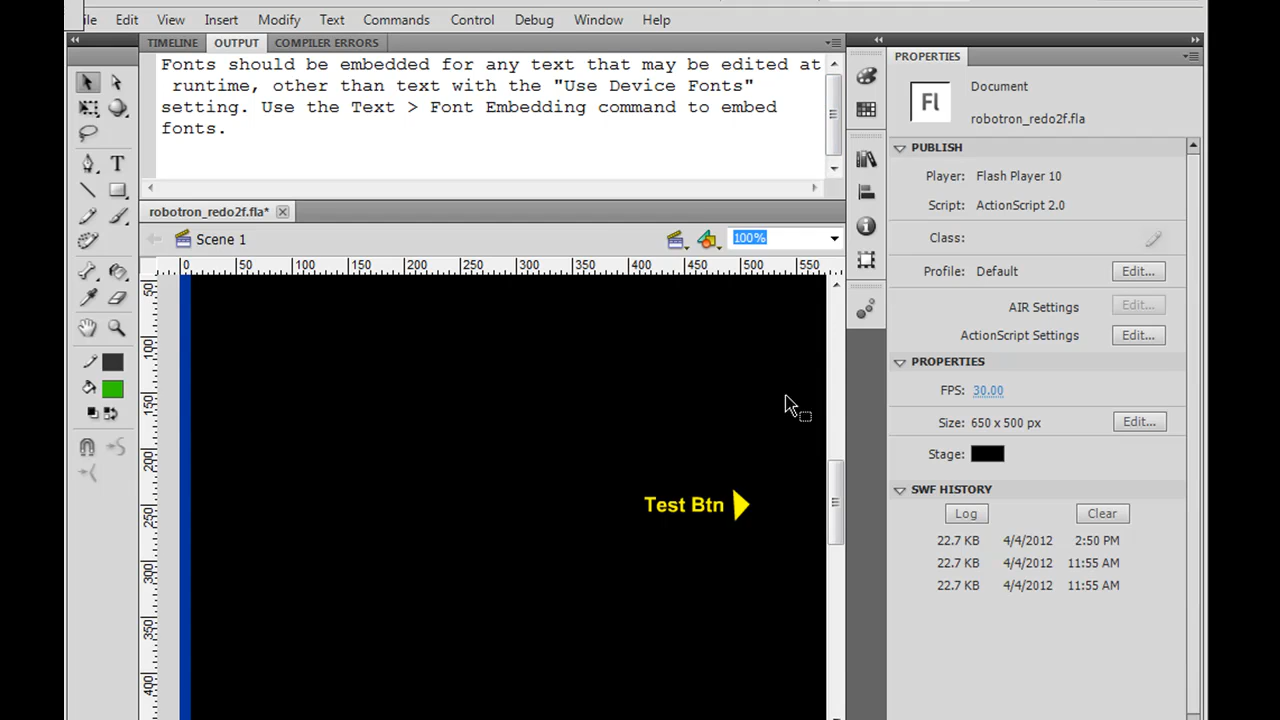 ile Edit View Insert Modify Text Commands Control Debug Window Help
TIMELINE OUTPUT COMPILER ERRORS
Fonts should be embedded for any text that may be edited at
runtime, other than text with the "Use Device Fonts"
setting. Use the Text > Font Embedding command to embed
fonts.
robotron_redo2f.fla*
Scene 1
100%
0 50 100 150 200 250 300 350 400 450 500 550
50
100
150
200
250
300
350
400
Test Btn
PROPERTIES
Fl
Document
robotron_redo2f.fla
PUBLISH
Player: Flash Player 10
Script: ActionScript 2.0
Class:
Profile: Default Edit...
AIR Settings Edit...
ActionScript Settings Edit...
PROPERTIES
FPS: 30.00
Size: 650 x 500 px Edit...
Stage:
SWF HISTORY
Log Clear
22.7 KB 4/4/2012 2:50 PM
22.7 KB 4/4/2012 11:55 AM
22.7 KB 4/4/2012 11:55 AM